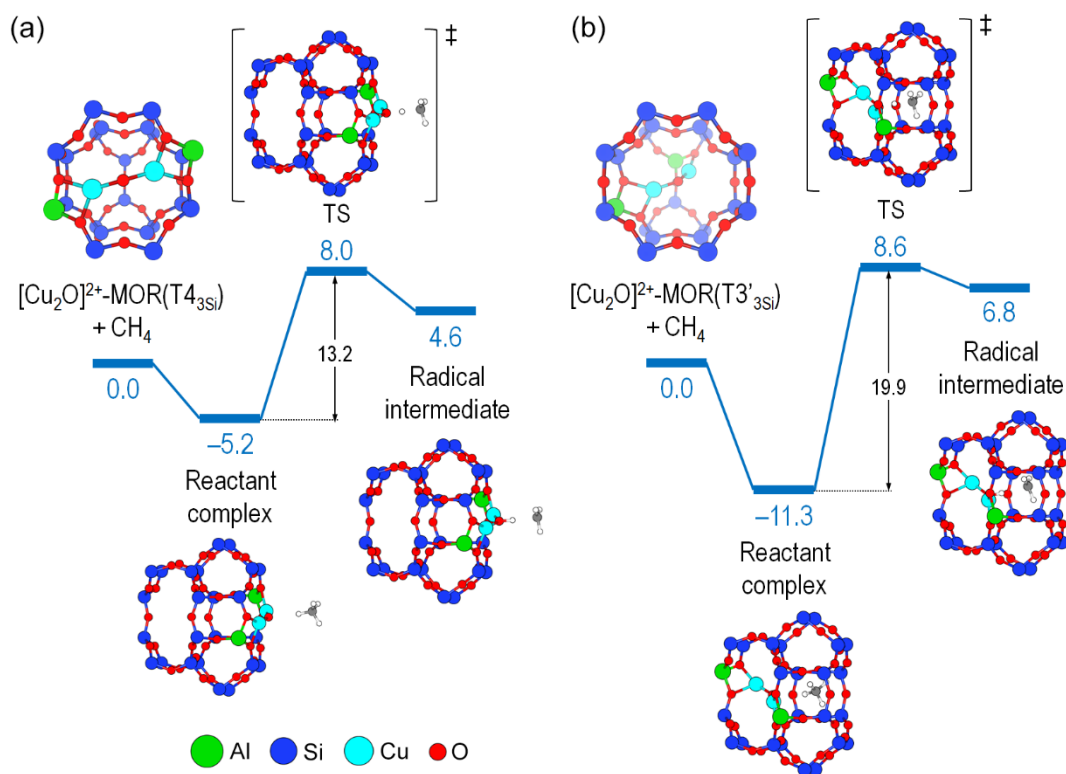 (a)
‡
TS
8.0
[Cu₂O]²⁺-MOR(T4₃Si)
+ CH₄
0.0
–5.2
13.2
4.6
Reactant
complex
Radical
intermediate
(b)
‡
TS
8.6
[Cu₂O]²⁺-MOR(T3'₃Si)
+ CH₄
0.0
–11.3
19.9
6.8
Reactant
complex
Radical
intermediate
Al Si Cu O